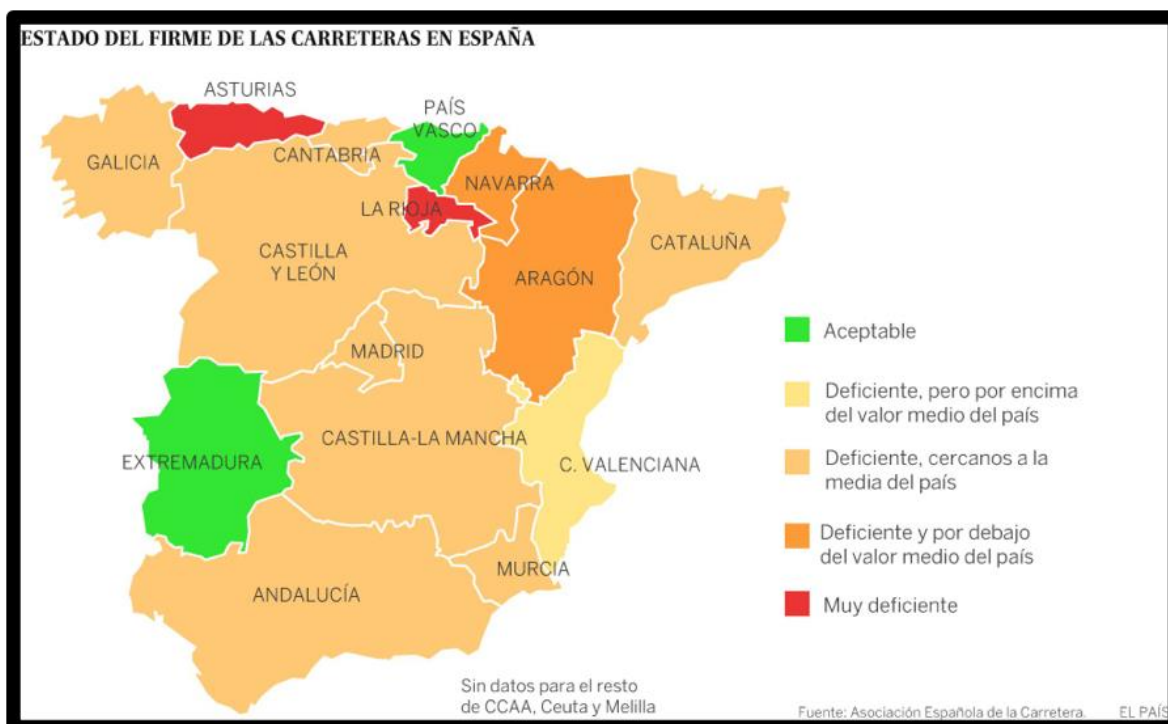 ESTADO DEL FIRME DE LAS CARRETERAS EN ESPAÑA
ASTURIAS
PAÍS
VASCO
GALICIA
CANTABRIA
NAVARRA
LA RIOJA
CASTILLA
Y LEÓN
CATALUÑA
ARAGÓN
MADRID
CASTILLA-LA MANCHA
EXTREMADURA
C. VALENCIANA
MURCIA
ANDALUCÍA
Aceptable
Deficiente, pero por encima
del valor medio del país
Deficiente, cercanos a la
media del país
Deficiente y por debajo
del valor medio del país
Muy deficiente
Sin datos para el resto
de CCAA, Ceuta y Melilla
Fuente: Asociación Española de la Carretera. EL PAÍS